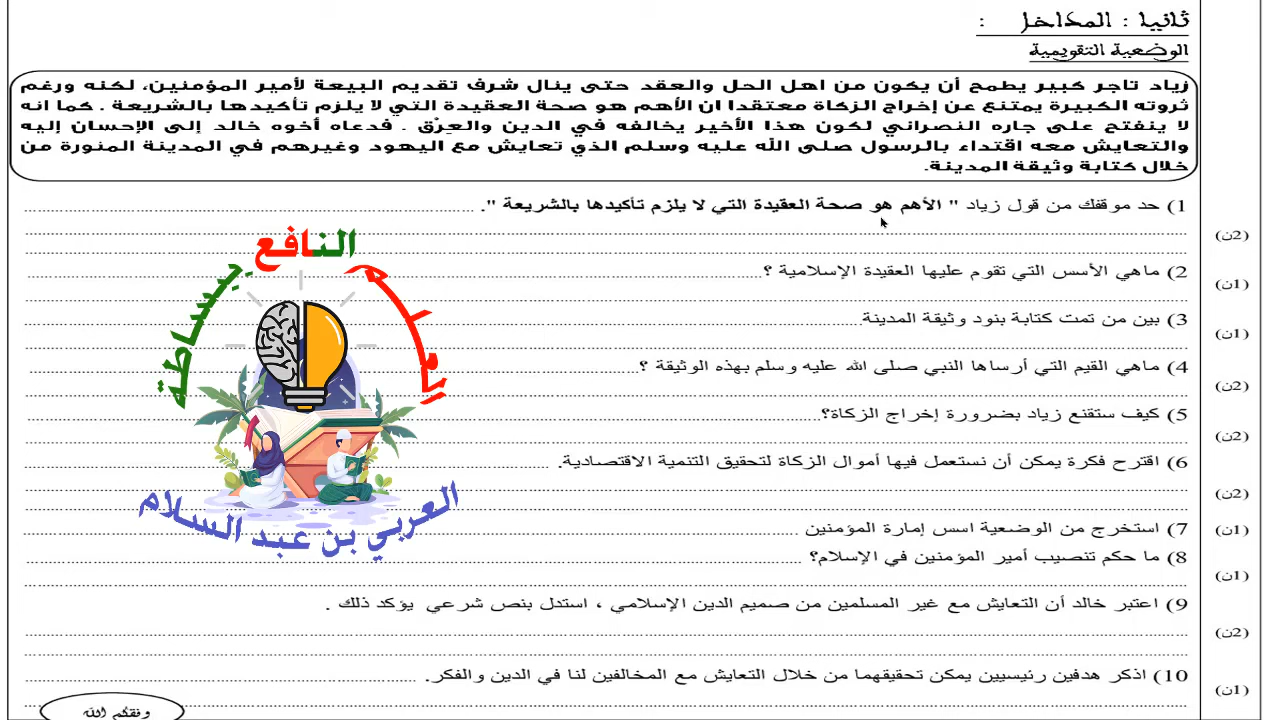 ثانيا : المداخل :
الوضعية التقويمية
زياد تاجر كبير يطمح أن يكون من اهل الحل والعقد حتى ينال شرف تقديم البيعة لأمير المؤمنين، لكنه ورغم
ثروته الكبيرة يمتنع عن إخراج الزكاة معتقدا ان الأهم هو صحة العقيدة التي لا يلزم تأكيدها بالشريعة . كما انه
لا ينفتح على جاره النصراني لكون هذا الأخير يخالفه في الدين والعِرْق . فدعاه أخوه خالد إلى الإحسان إليه
والتعايش معه اقتداء بالرسول صلى الله عليه وسلم الذي تعايش مع اليهود وغيرهم في المدينة المنورة من
خلال كتابة وثيقة المدينة.
1) حد موقفك من قول زياد " الأهم هو صحة العقيدة التي لا يلزم تأكيدها بالشريعة ".
(2ن)
2) ماهي الأسس التي تقوم عليها العقيدة الإسلامية ؟
(1ن)
3) بين من تمت كتابة بنود وثيقة المدينة
(1ن)
4) ماهي القيم التي أرساها النبي صلى الله عليه وسلم بهذه الوثيقة ؟
(2ن)
5) كيف ستقنع زياد بضرورة إخراج الزكاة؟
(2ن)
6) اقترح فكرة يمكن أن نستعمل فيها أموال الزكاة لتحقيق التنمية الاقتصادية.
(2ن)
7) استخرج من الوضعية اسس إمارة المؤمنين
(1ن)
8) ما حكم تنصيب أمير المؤمنين في الإسلام؟
(1ن)
9) اعتبر خالد أن التعايش مع غير المسلمين من صميم الدين الإسلامي ، استدل بنص شرعي يؤكد ذلك .
(2ن)
10) اذكر هدفين رئيسيين يمكن تحقيقهما من خلال التعايش مع المخالفين لنا في الدين والفكر.
(1ن)
وفقكم الله
العلم النافع ببساطة
العربي بن عبد السلام